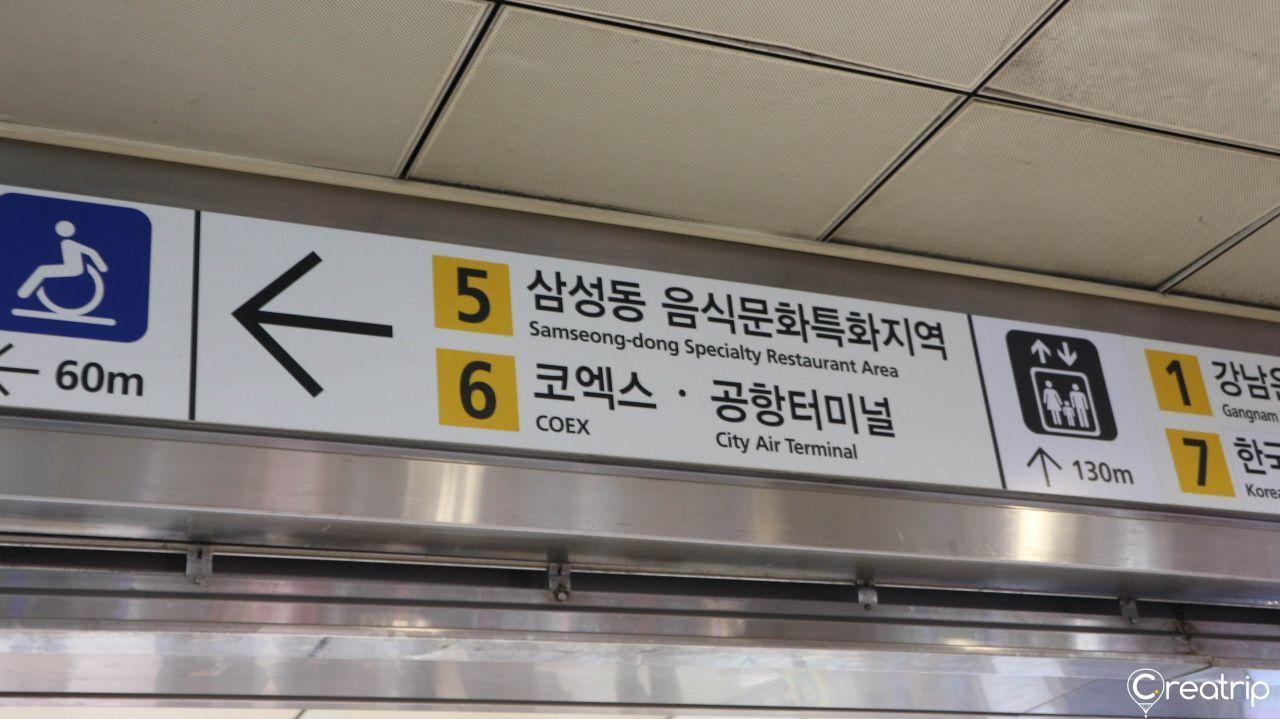 60m
5 삼성동 음식문화특화지역
Samseong-dong Specialty Restaurant Area
6 코엑스 · 공항터미널
COEX City Air Terminal
130m
1
Gangnam
7
Creatrip